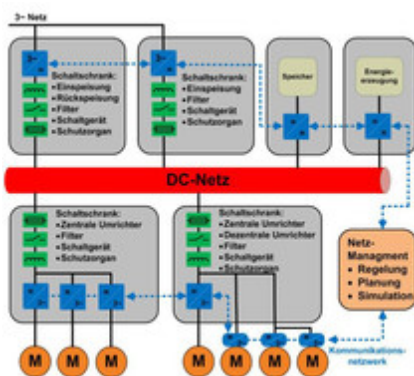 3~ Netz
3~
=
Schaltschrank:
•Einspeisung
•Rückspeisung
•Filter
•Schaltgerät
•Schutzorgan
3~
=
Schaltschrank:
•Einspeisung
•Filter
•Schaltgerät
•Schutzorgan
Speicher
Energie-
erzeugung
DC-Netz
Schaltschrank:
•Zentrale Umrichter
•Filter
•Schaltgerät
•Schutzorgan
Schaltschrank:
•Zentrale Umrichter
•Dezentrale Umrichter
•Filter
•Schaltgerät
•Schutzorgan
Netz-
Managment
• Regelung
• Planung
• Simulation
Kommunikations-
netzwerk
M M M M M M M